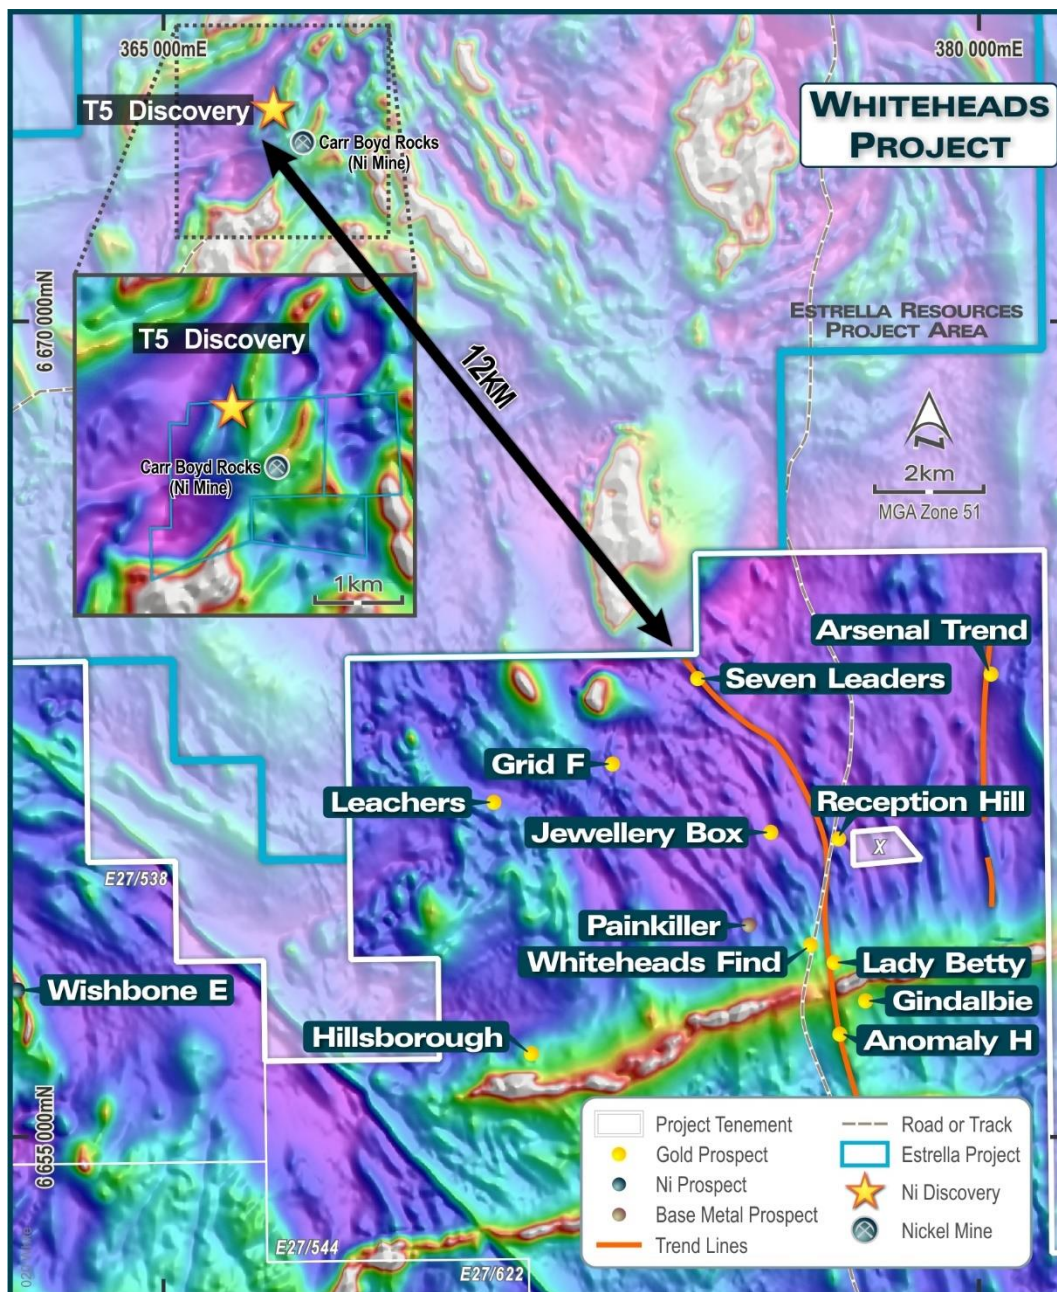 365 000mE
380 000mE
T5 Discovery
WHITEHEADS
PROJECT
Carr Boyd Rocks
(Ni Mine)
6 670 000mN
T5 Discovery
ESTRELLA RESOURCES
PROJECT AREA
12KM
N
2km
MGA Zone 51
Carr Boyd Rocks
(Ni Mine)
1km
Arsenal Trend
Seven Leaders
Grid F
Leachers
Reception Hill
Jewellery Box
X
E27/538
Painkiller
Whiteheads Find
Lady Betty
Wishbone E
Gindalbie
Hillsborough
Anomaly H
6 655 000mN
Project Tenement
Gold Prospect
Ni Prospect
Base Metal Prospect
Trend Lines
Road or Track
Estrella Project
Ni Discovery
Nickel Mine
E27/544
E27/622